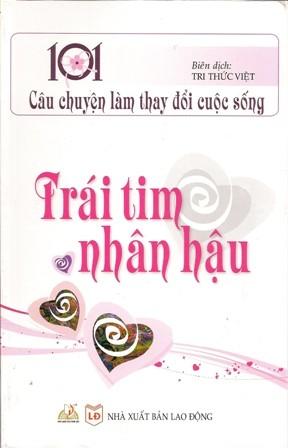 101
Biên dịch:
TRI THỨC VIỆT
Câu chuyện làm thay đổi cuộc sống
Trái tim
nhân hậu
LĐ
NHÀ XUẤT BẢN LAO ĐỘNG